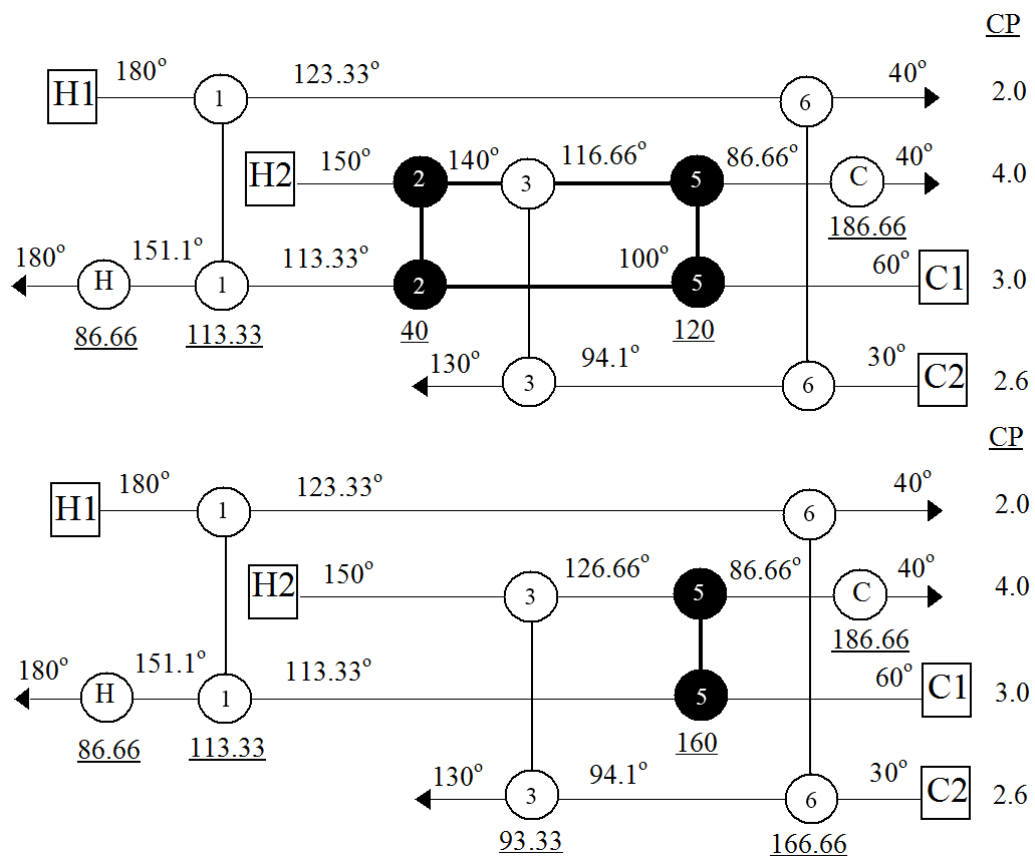 CP
180° 123.33° 40°
H1 1 6 2.0
150° 140° 116.66° 86.66° 40°
H2 2 3 5 C 4.0
186.66
180° 151.1° 113.33° 100° 60°
H 1 2 5 C1 3.0
86.66 113.33 40 120
130° 94.1° 30°
3 6 C2 2.6
CP
180° 123.33° 40°
H1 1 6 2.0
150° 126.66° 86.66° 40°
H2 3 5 C 4.0
186.66
180° 151.1° 113.33° 60°
H 1 5 C1 3.0
86.66 113.33 160
130° 94.1° 30°
3 6 C2 2.6
93.33 166.66